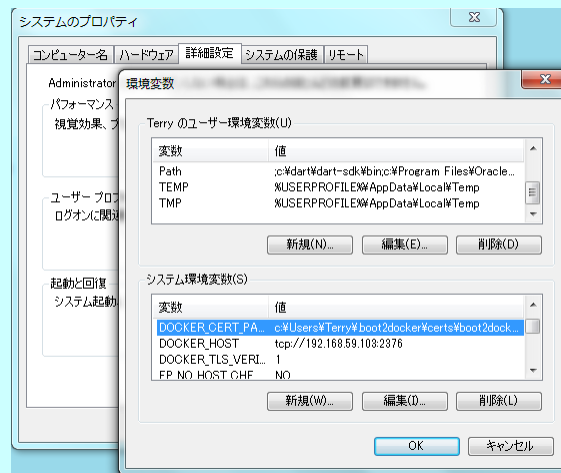 システムのプロパティ
コンピューター名 ハードウェア 詳細設定 システムの保護 リモート
Administrator
パフォーマンス
視覚効果、プ
ユーザー プロフ
ログオンに関連
起動と回復
システム起動、
環境変数
Terry のユーザー環境変数(U)
変数 値
Path ;c:¥dart¥dart-sdk¥bin;c:¥Program Files¥Oracle...
TEMP %USERPROFILE%¥AppData¥Local¥Temp
TMP %USERPROFILE%¥AppData¥Local¥Temp
新規(N)... 編集(E)... 削除(D)
システム環境変数(S)
変数 値
DOCKER_CERT_PA... c:¥Users¥Terry¥.boot2docker¥certs¥boot2dock...
DOCKER_HOST tcp://192.168.59.103:2376
DOCKER_TLS_VERI... 1
FP_NO_HOST_CHE... NO
新規(W)... 編集(I)... 削除(L)
OK キャンセル